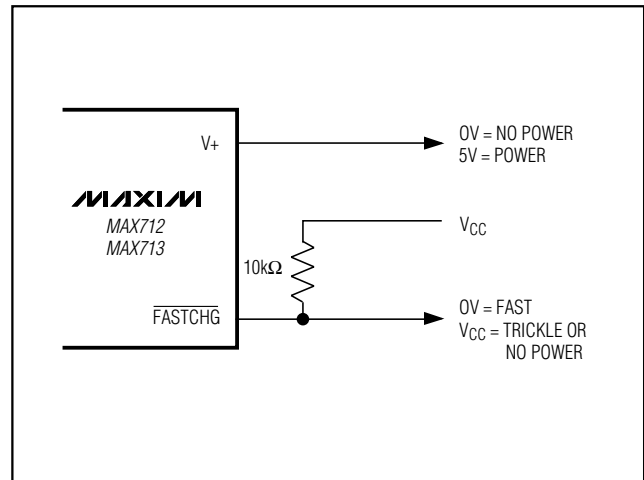 V+
0V = NO POWER
5V = POWER
MAXIM
MAX712
MAX713
VCC
10kΩ
FASTCHG
0V = FAST
VCC = TRICKLE OR
NO POWER